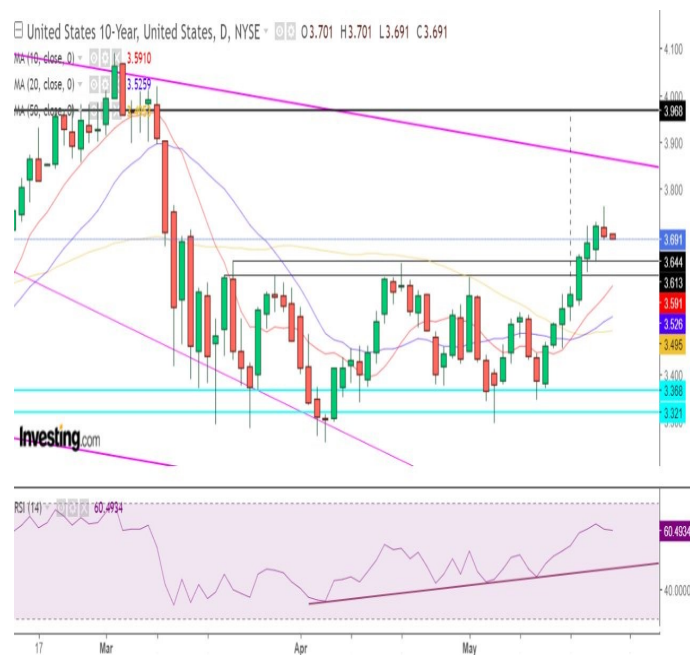 United States 10-Year, United States, D, NYSE O3.701 H3.701 L3.691 C3.691
MA (10, close, 0) 3.5910
MA (20, close, 0) 3.5259
MA (50, close, 0)
4.100
4.000
3.968
3.900
3.800
3.691
3.644
3.613
3.591
3.526
3.495
3.400
3.368
3.321
Investing.com
RSI (14) 60.4934
60.4934
40.0000
17 Mar Apr May